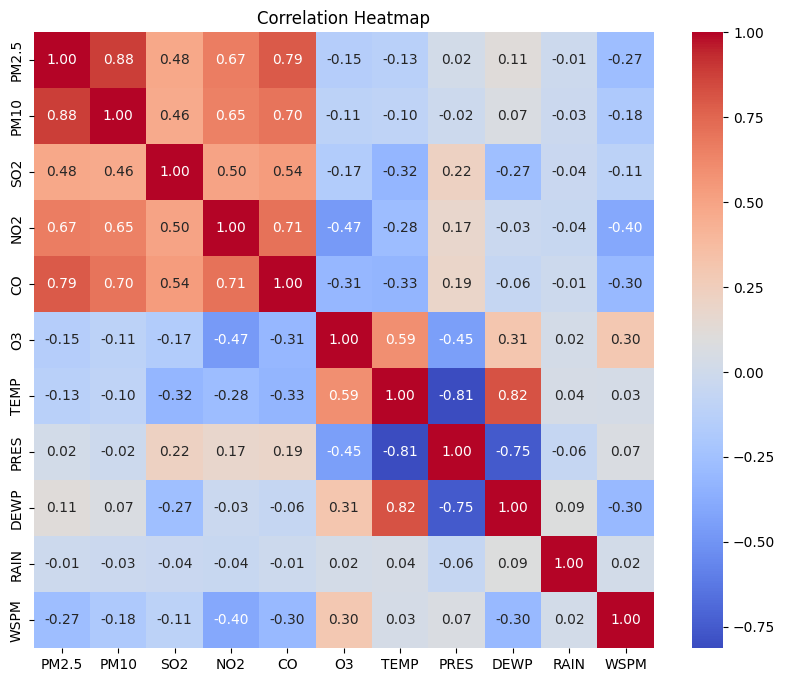 Correlation Heatmap
PM2.5 1.00 0.88 0.48 0.67 0.79 -0.15 -0.13 0.02 0.11 -0.01 -0.27
PM10 0.88 1.00 0.46 0.65 0.70 -0.11 -0.10 -0.02 0.07 -0.03 -0.18
SO2 0.48 0.46 1.00 0.50 0.54 -0.17 -0.32 0.22 -0.27 -0.04 -0.11
NO2 0.67 0.65 0.50 1.00 0.71 -0.47 -0.28 0.17 -0.03 -0.04 -0.40
CO 0.79 0.70 0.54 0.71 1.00 -0.31 -0.33 0.19 -0.06 -0.01 -0.30
O3 -0.15 -0.11 -0.17 -0.47 -0.31 1.00 0.59 -0.45 0.31 0.02 0.30
TEMP -0.13 -0.10 -0.32 -0.28 -0.33 0.59 1.00 -0.81 0.82 0.04 0.03
PRES 0.02 -0.02 0.22 0.17 0.19 -0.45 -0.81 1.00 -0.75 -0.06 0.07
DEWP 0.11 0.07 -0.27 -0.03 -0.06 0.31 0.82 -0.75 1.00 0.09 -0.30
RAIN -0.01 -0.03 -0.04 -0.04 -0.01 0.02 0.04 -0.06 0.09 1.00 0.02
WSPM -0.27 -0.18 -0.11 -0.40 -0.30 0.30 0.03 0.07 -0.30 0.02 1.00
PM2.5 PM10 SO2 NO2 CO O3 TEMP PRES DEWP RAIN WSPM
1.00
0.75
0.50
0.25
0.00
−0.25
−0.50
−0.75